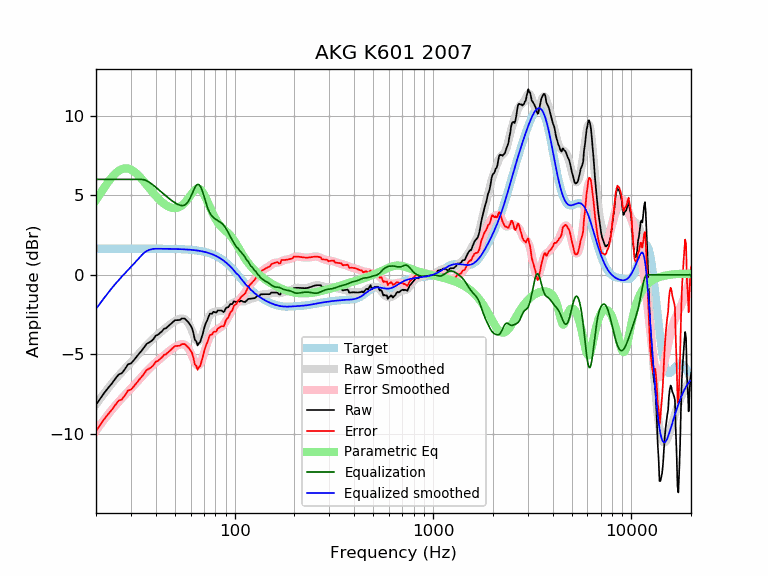 AKG K601 2007
Amplitude (dBr)
10
5
0
−5
−10
Target
Raw Smoothed
Error Smoothed
Raw
Error
Parametric Eq
Equalization
Equalized smoothed
100
1000
10000
Frequency (Hz)